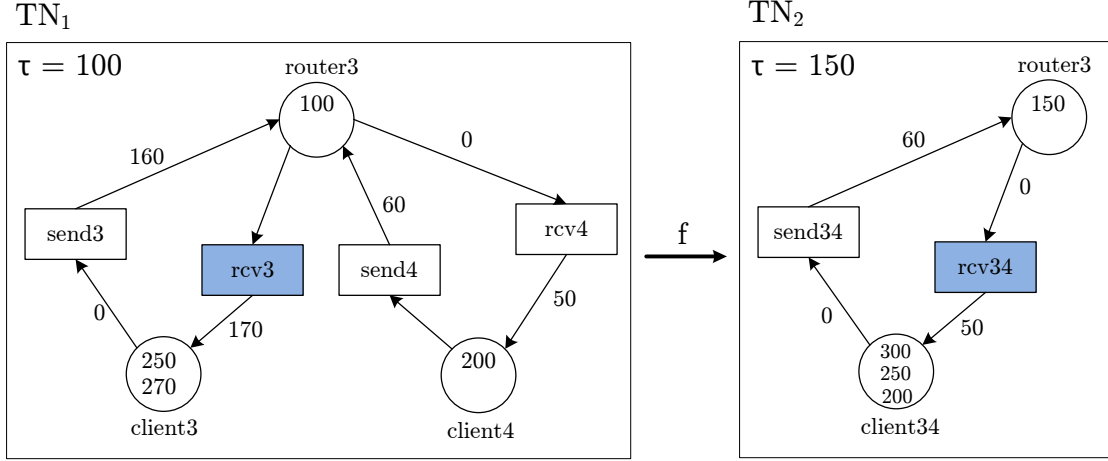 TN₁
τ = 100
router3
100
160
0
60
send3
rcv3
send4
rcv4
0
170
50
250
270
200
client3
client4
f
TN₂
τ = 150
router3
150
60
0
send34
rcv34
0
50
300
250
200
client34